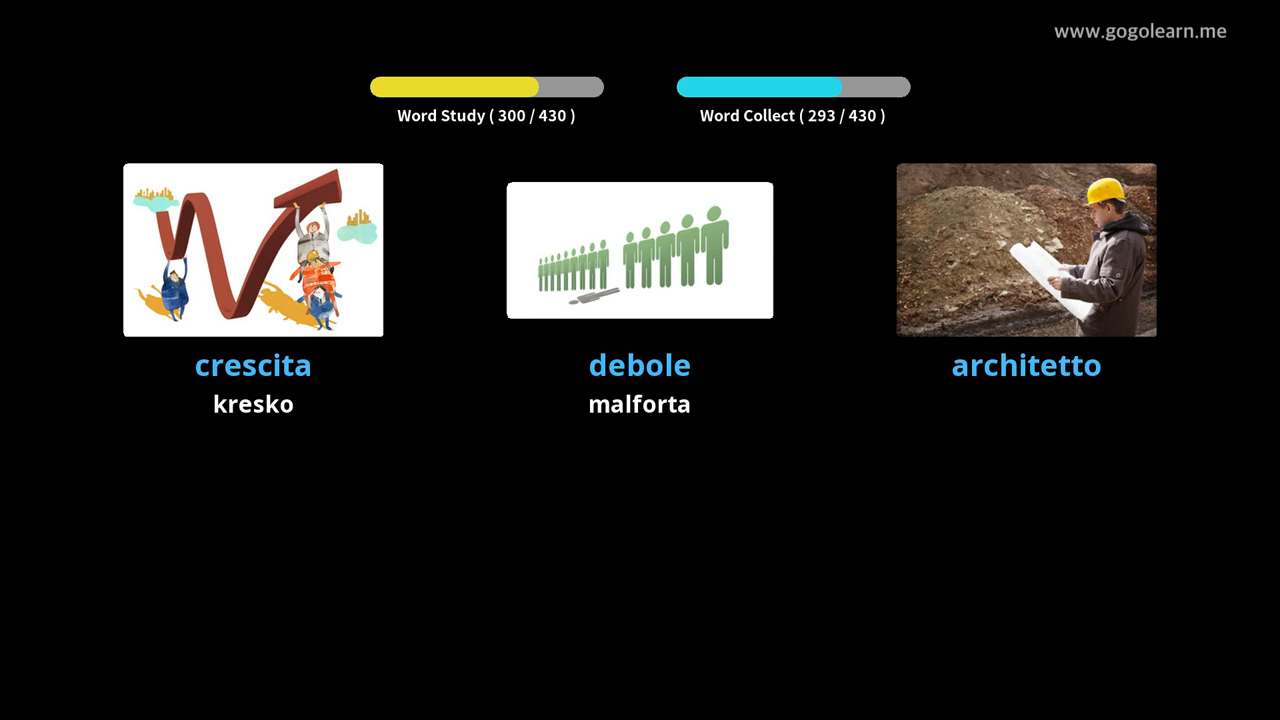 www.gogolearn.me
Word Study ( 300 / 430 )
Word Collect ( 293 / 430 )
crescita
debole
architetto
kresko
malforta